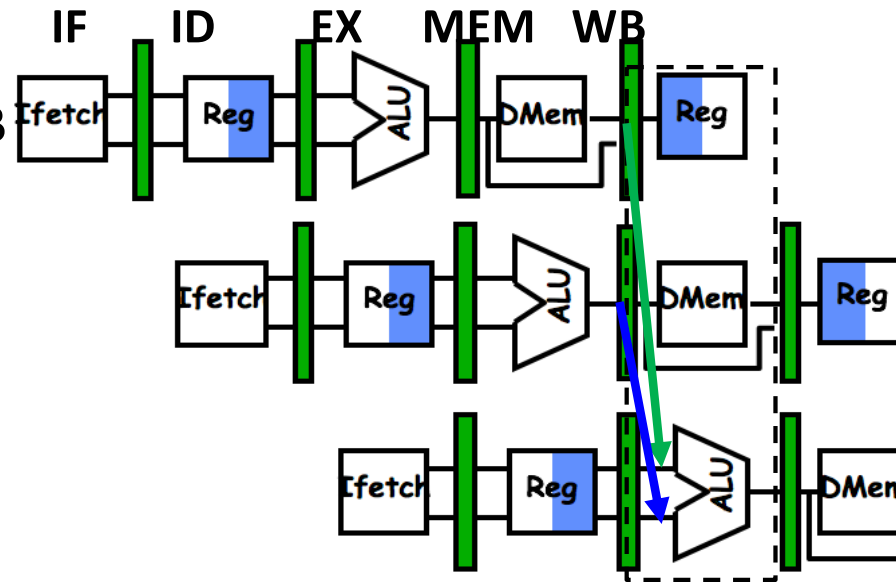 IF ID EX MEM WB
Ifetch Reg ALU DMem Reg
Ifetch Reg ALU DMem Reg
Ifetch Reg ALU DMem